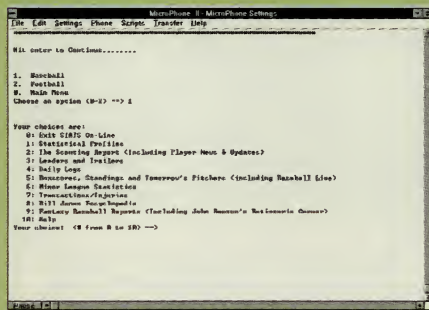 MicroPhone II - MicroPhone Settings
File Edit Settings Phone Scripts Transfer Help
Hit enter to Continue........
1. Baseball
2. Football
0. Main Menu
Choose an option (0-2) ==> 1
Your choices are:
0: Exit STATS On-Line
1: Statistical Profiles
2: The Scouting Report (Including Player News & Updates)
3: Leaders and Trailers
4: Daily Logs
5: Boxscores, Standings and Tomorrow's Pitchers (including Baseball Live)
6: Minor League Statistics
7: Transactions/Injuries
8: Bill James Encyclopedia
9: Fantasy Baseball Reports (Including John Benson's Rotisserie Corner)
10: Help
Your choice: (# from 0 to 10) -->
Pause